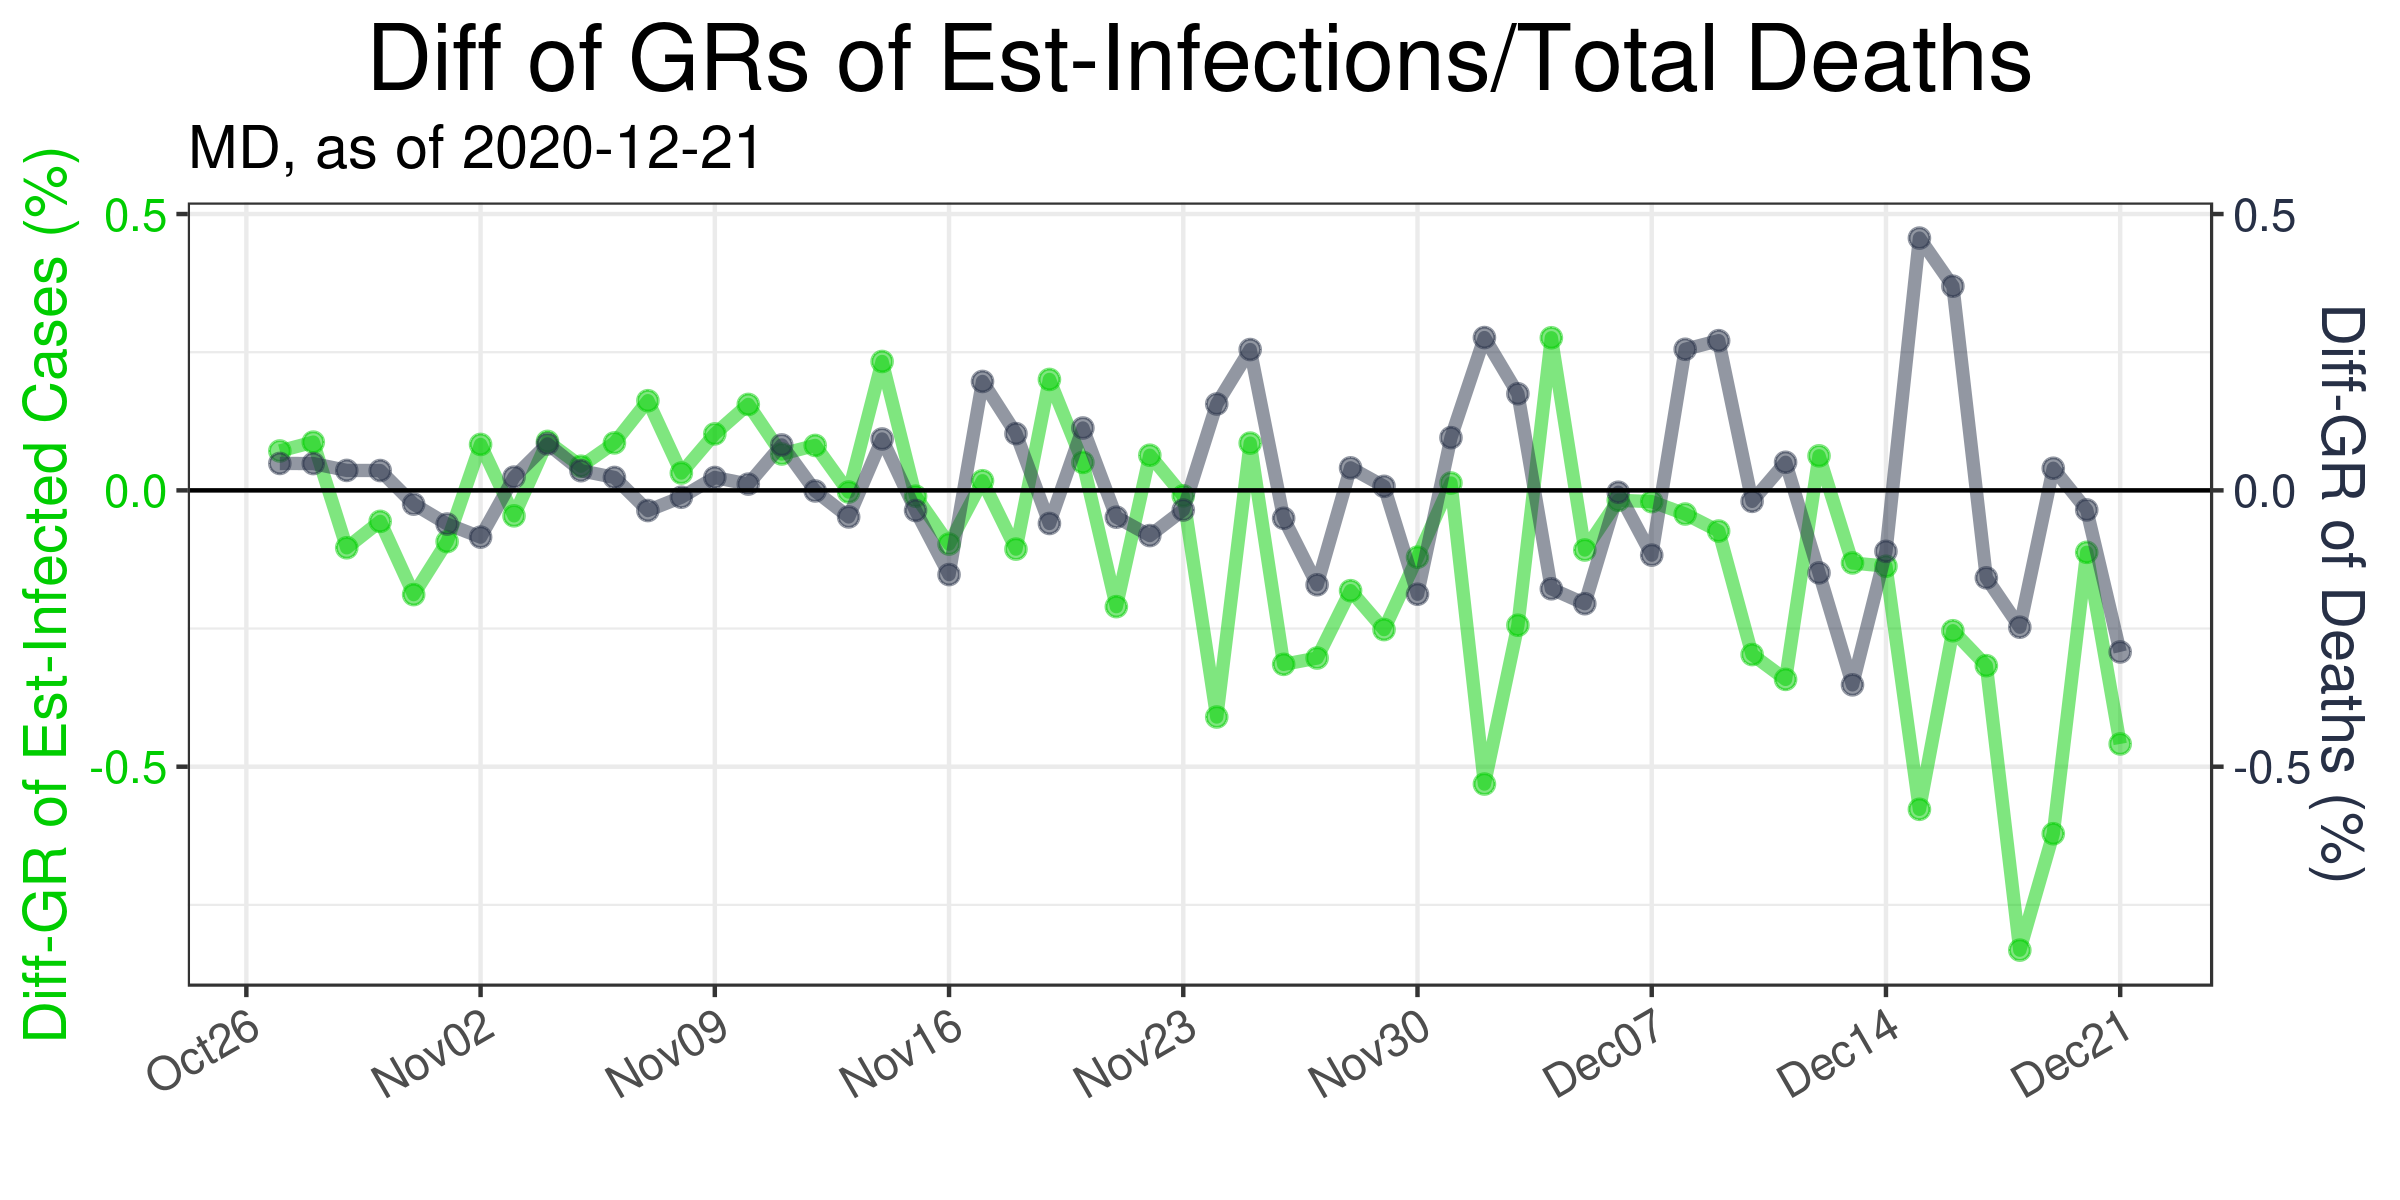 Diff of GRs of Est-Infections/Total Deaths
MD, as of 2020-12-21
Diff-GR of Est-Infected Cases (%)
0.5
0.0
-0.5
0.5
0.0
-0.5
Diff-GR of Deaths (%)
Oct26
Nov02
Nov09
Nov16
Nov23
Nov30
Dec07
Dec14
Dec21